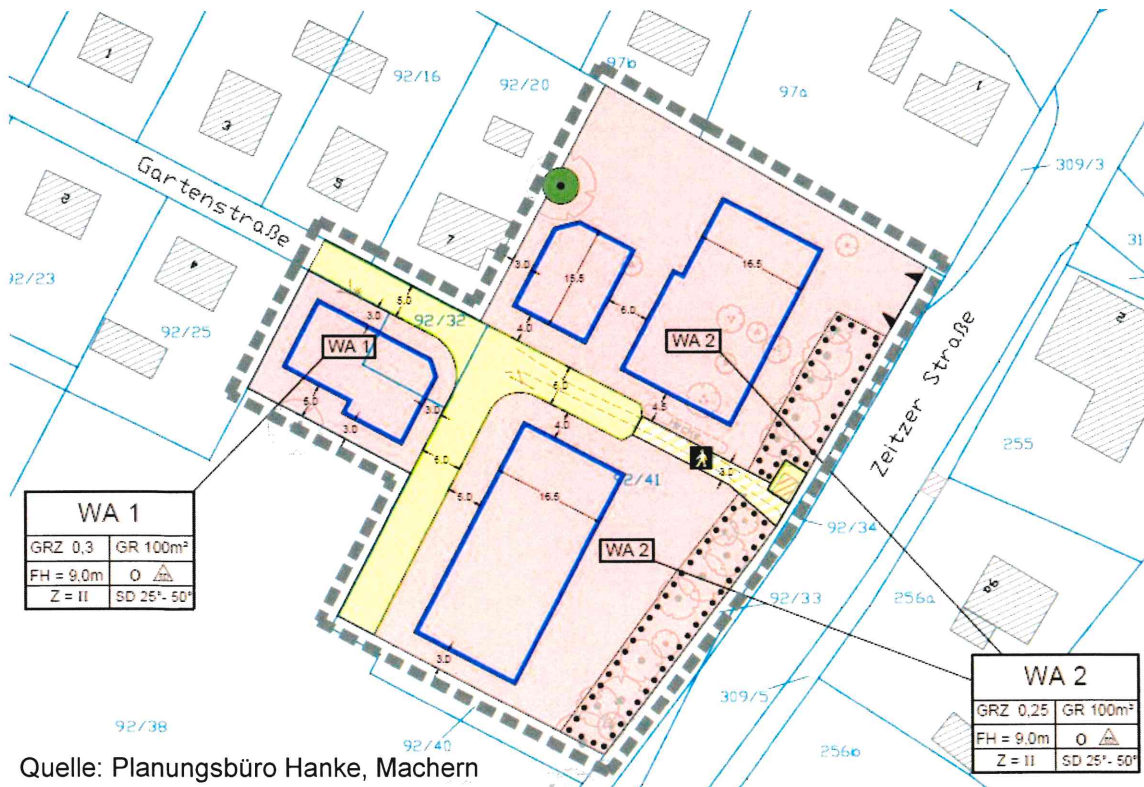 97b
92/16
92/20
97a
1
1
3
5
309/3
Gartenstraße
7
4
92/23
92/25
92/32
3.0
5.0
3.0
15.5
4.0
6.0
16.5
WA 1
WA 2
5.0
3.0
3.0
6.0
6.0
4.5
3.0
4.0
5.0
16.5
92/41
3.0
WA 2
Zeitzer Straße
2
255
92/34
9a
256a
92/33
309/5
256b
92/38
92/40
WA 1
GRZ 0,3 GR 100m²
FH = 9,0m O
Z = II SD 25°- 50°
WA 2
GRZ 0,25 GR 100m²
FH = 9,0m O
Z = II SD 25°- 50°
Quelle: Planungsbüro Hanke, Machern